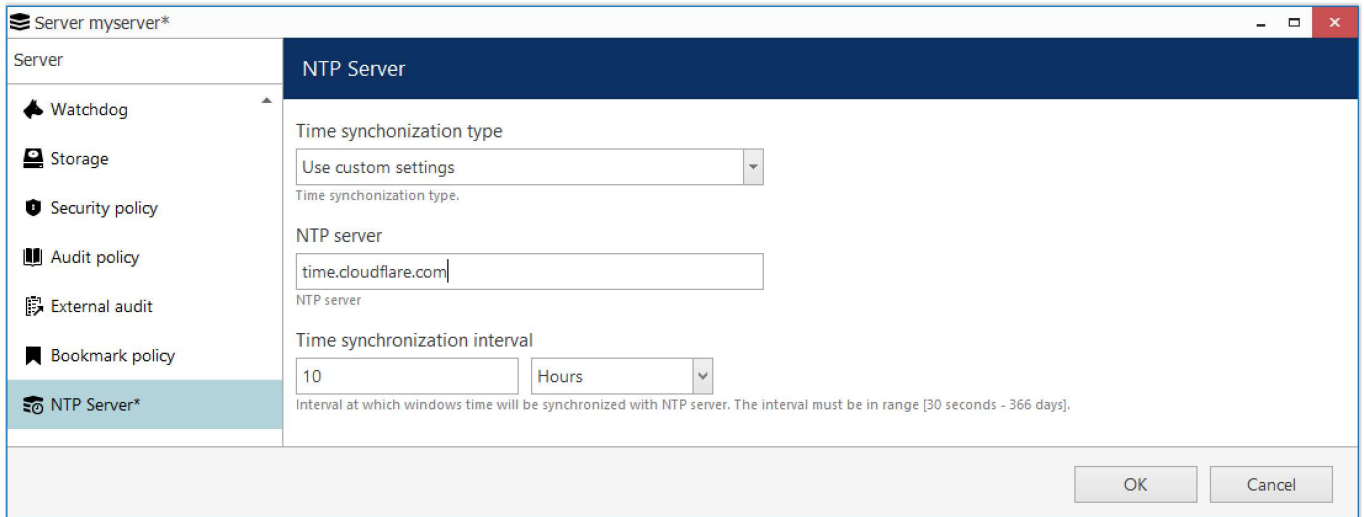 Server myserver*
Server
Watchdog
Storage
Security policy
Audit policy
External audit
Bookmark policy
NTP Server*
NTP Server
Time synchonization type
Use custom settings
Time synchonization type.
NTP server
time.cloudflare.com
NTP server
Time synchronization interval
10 Hours
Interval at which windows time will be synchronized with NTP server. The interval must be in range [30 seconds - 366 days].
OK Cancel